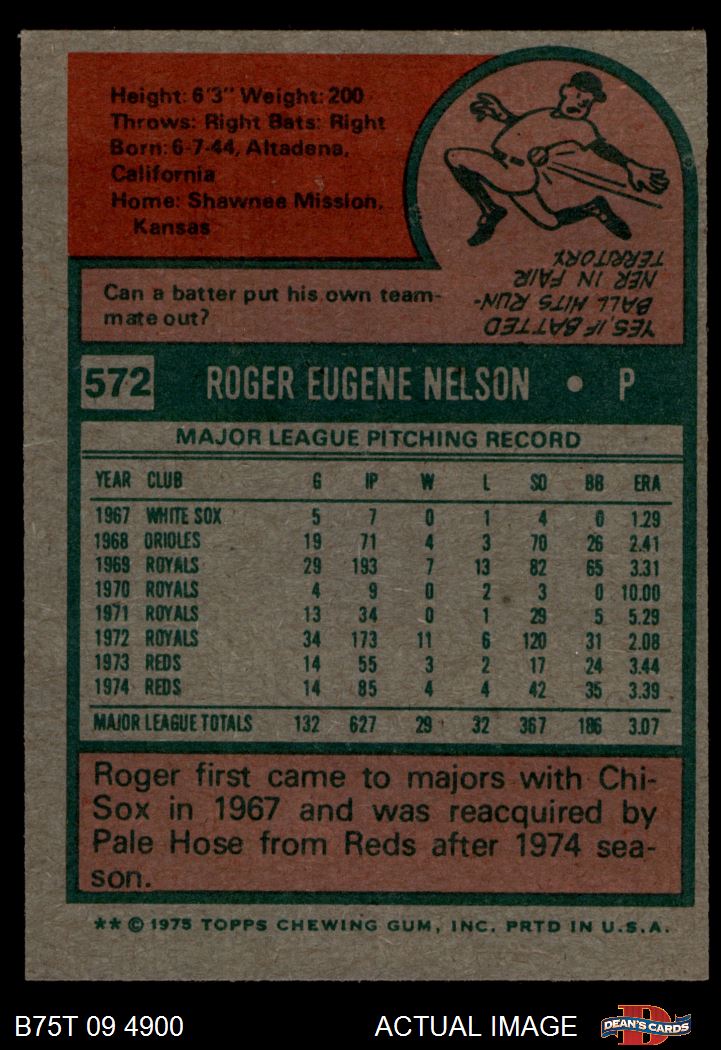 Height: 6'3" Weight: 200
Throws: Right Bats: Right
Born: 6-7-44, Altadena,
California
Home: Shawnee Mission,
Kansas
Can a batter put his own team-
mate out?
YES, IF BATTED
BALL HITS RUN-
NER IN FAIR
TERRITORY
572 ROGER EUGENE NELSON • P
MAJOR LEAGUE PITCHING RECORD
YEAR CLUB G IP W L SO BB ERA
1967 WHITE SOX 5 7 0 1 4 0 1.29
1968 ORIOLES 19 71 4 3 70 26 2.41
1969 ROYALS 29 193 7 13 82 65 3.31
1970 ROYALS 4 9 0 2 3 0 10.00
1971 ROYALS 13 34 0 1 29 5 5.29
1972 ROYALS 34 173 11 6 120 31 2.08
1973 REDS 14 55 3 2 17 24 3.44
1974 REDS 14 85 4 4 42 35 3.39
MAJOR LEAGUE TOTALS 132 627 29 32 367 186 3.07
Roger first came to majors with Chi-
Sox in 1967 and was reacquired by
Pale Hose from Reds after 1974 sea-
son.
** © 1975 TOPPS CHEWING GUM, INC. PRTD IN U.S.A.
B75T 09 4900 ACTUAL IMAGE D DEAN'S CARDS